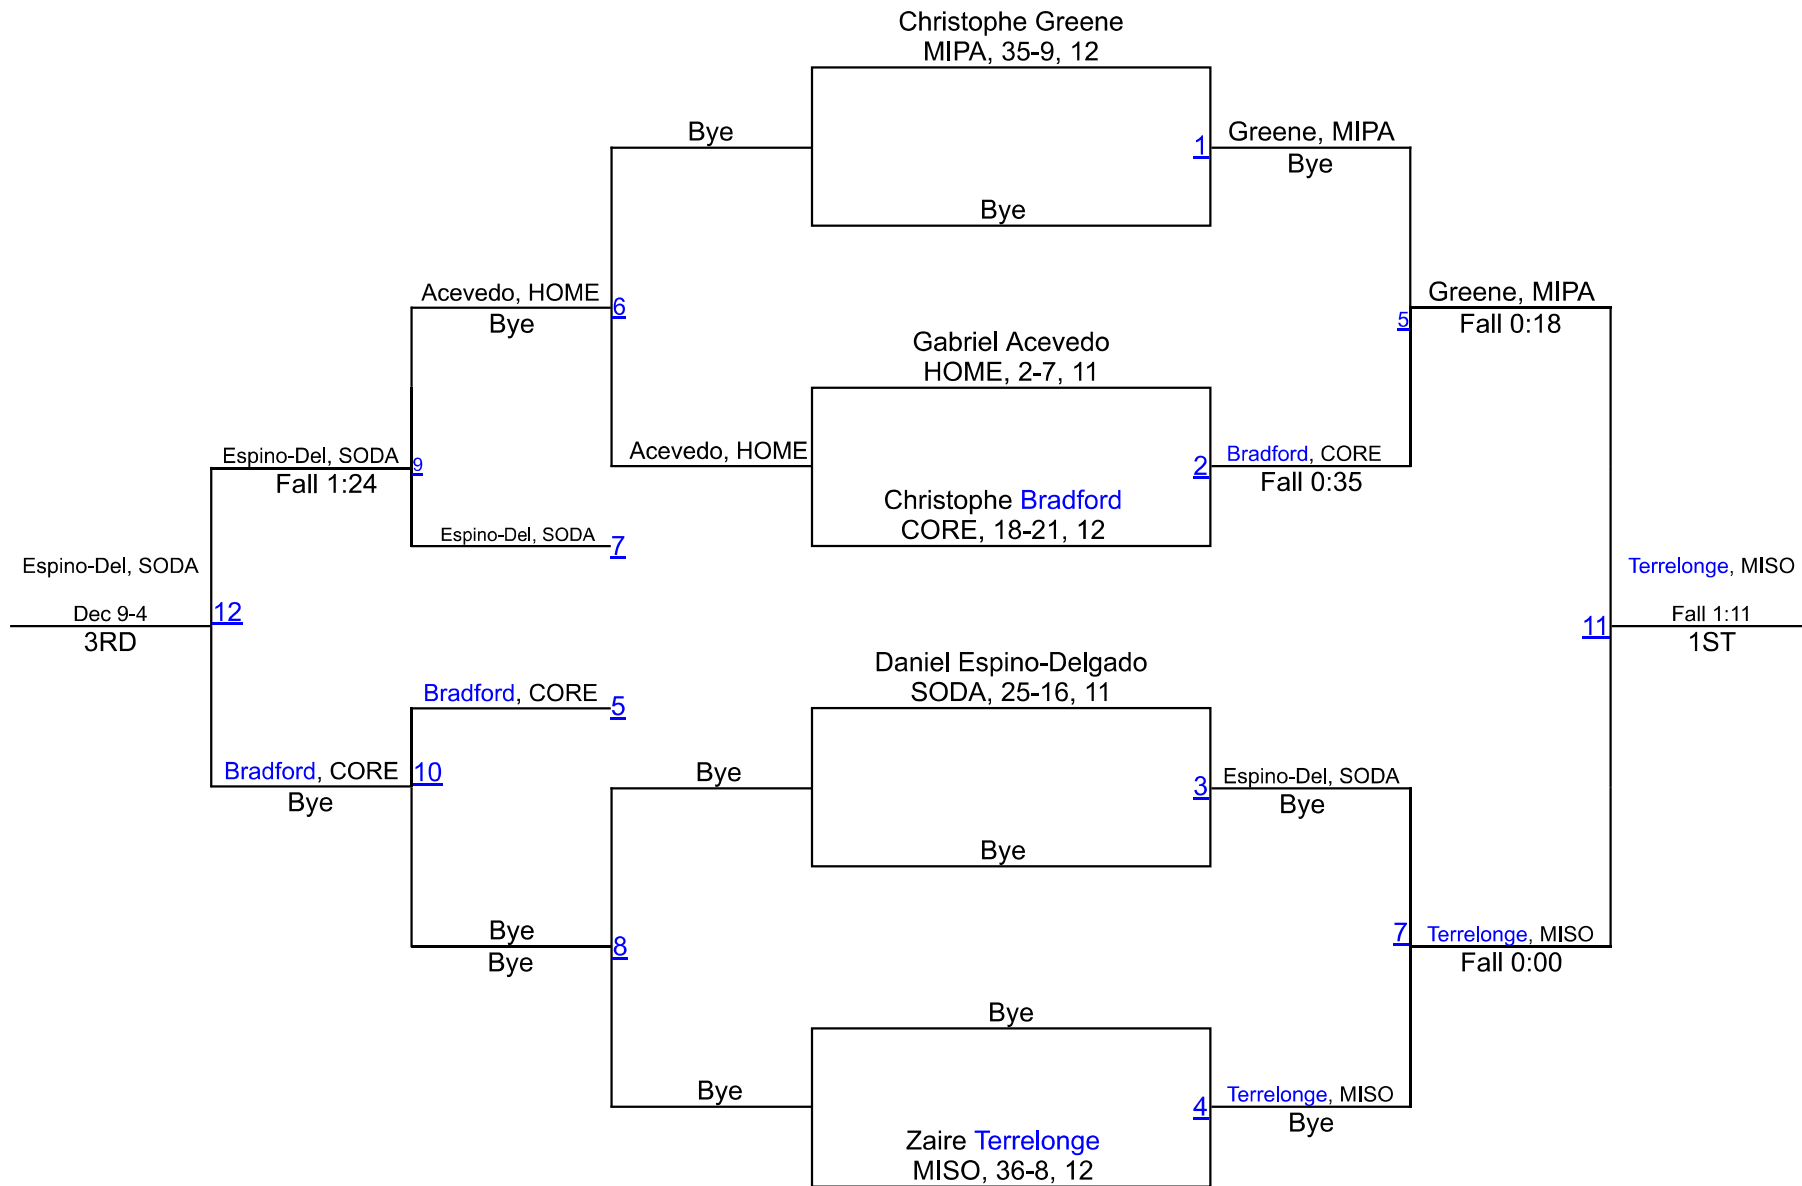 Christophe Greene
MIPA, 35-9, 12
Bye
1
Greene, MIPA
Bye
Bye
Acevedo, HOME
Bye
6
Greene, MIPA
Fall 0:18
5
Gabriel Acevedo
HOME, 2-7, 11
Acevedo, HOME
2
Bradford, CORE
Fall 0:35
Christophe Bradford
CORE, 18-21, 12
Espino-Del, SODA
Fall 1:24
9
Espino-Del, SODA
7
Espino-Del, SODA
Dec 9-4
3RD
12
Terrelonge, MISO
Fall 1:11
1ST
11
Daniel Espino-Delgado
SODA, 25-16, 11
Bradford, CORE
5
Bradford, CORE
Bye
10
Bye
3
Espino-Del, SODA
Bye
Bye
Bye
Bye
8
7
Terrelonge, MISO
Fall 0:00
Bye
Bye
4
Terrelonge, MISO
Bye
Zaire Terrelonge
MISO, 36-8, 12